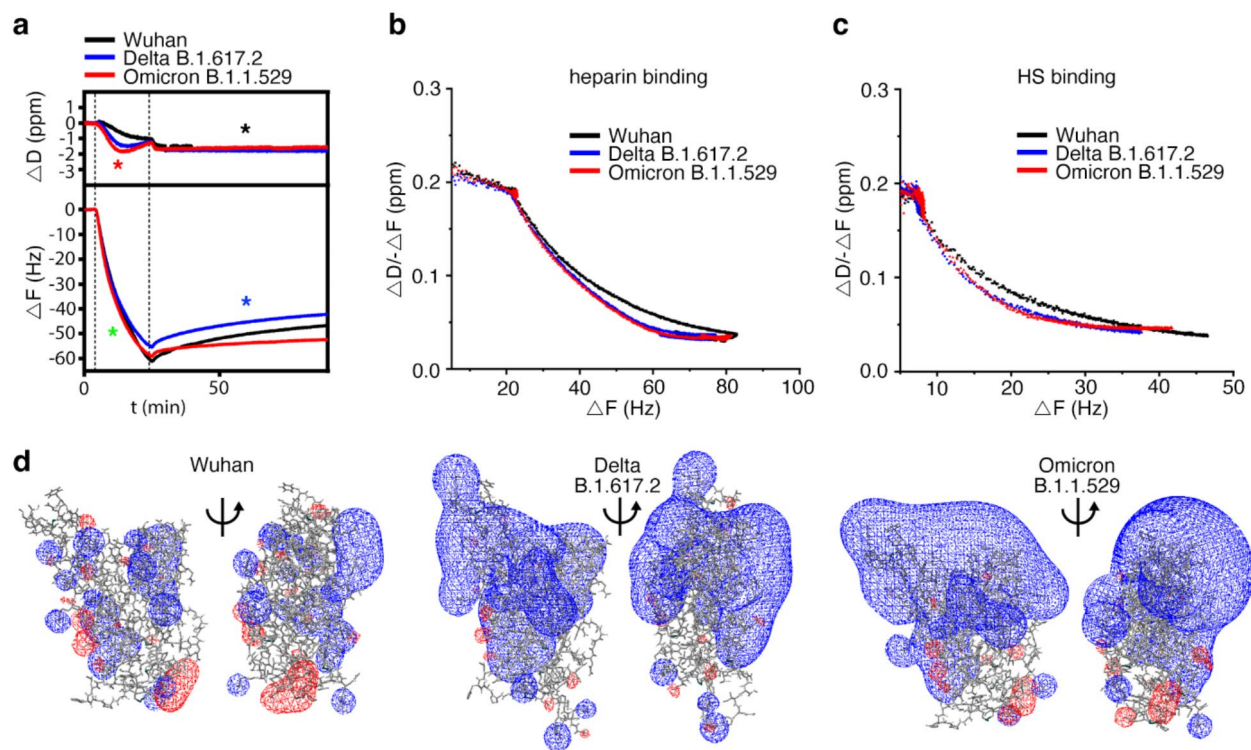 a
Wuhan
Delta B.1.617.2
Omicron B.1.1.529
ΔD (ppm)
1
0
-1
-2
-3
*
*
ΔF (Hz)
0
-10
-20
-30
-40
-50
-60
*
*
0
50
t (min)
b
heparin binding
Wuhan
Delta B.1.617.2
Omicron B.1.1.529
△D/-△F (ppm)
0.3
0.2
0.1
0.0
20
40
60
80
100
△F (Hz)
c
HS binding
Wuhan
Delta B.1.617.2
Omicron B.1.1.529
△D/-△F (ppm)
0.3
0.2
0.1
0.0
10
20
30
40
50
△F (Hz)
d
Wuhan
Delta
B.1.617.2
Omicron
B.1.1.529